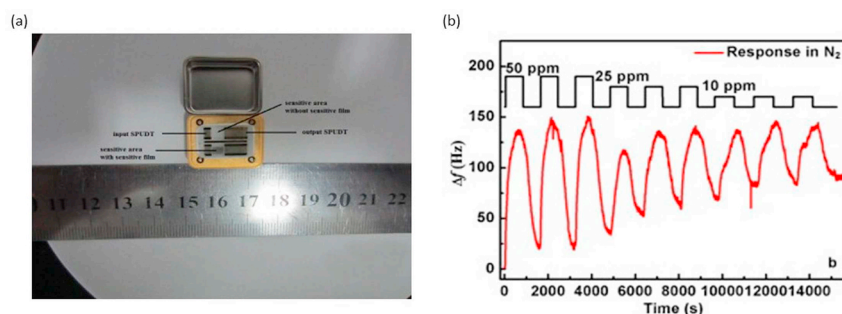 (a)
sensitive area
without sensitive film
input SPUDT
output SPUDT
sensitive area
with sensitive film
11 12 13 14 15 16 17 18 19 20 21 22
(b)
Response in N2
50 ppm
25 ppm
10 ppm
200
150
100
50
0
Δf (Hz)
b
0 2000 4000 6000 8000 10000 12000 14000
Time (s)